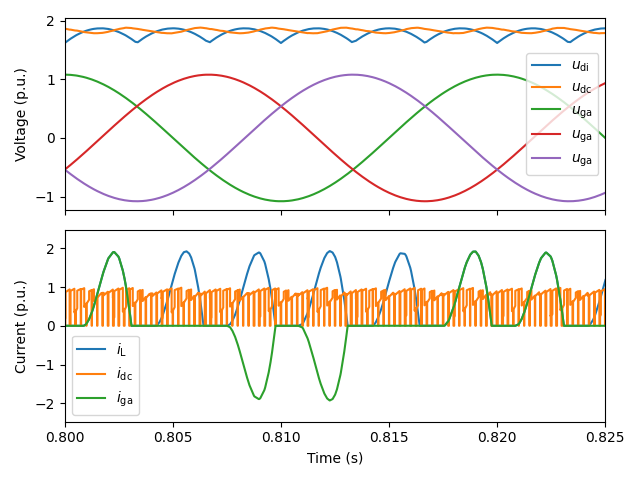 2
1
0
−1
Voltage (p.u.)
u_di
u_dc
u_ga
u_ga
u_ga
2
1
0
−1
−2
Current (p.u.)
i_L
i_dc
i_ga
0.800 0.805 0.810 0.815 0.820 0.825
Time (s)